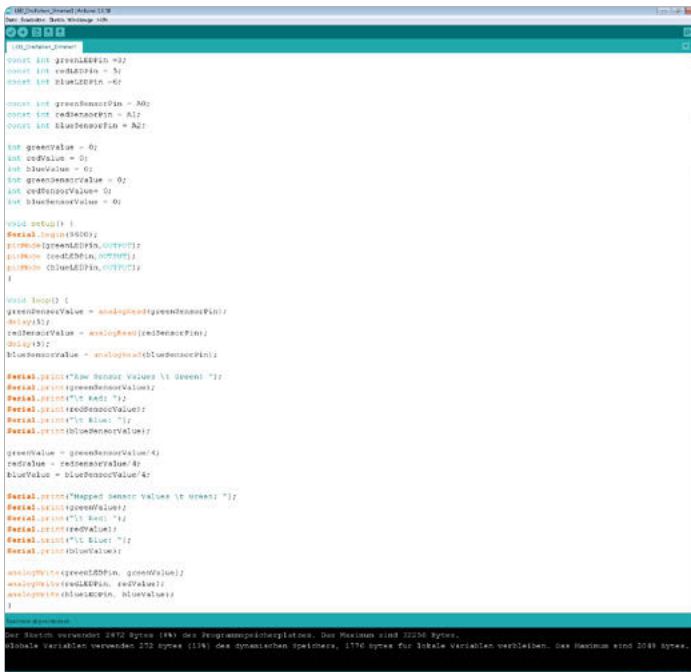 Datei Bearbeiten Sketch Werkzeuge Hilfe
const int greenLEDPin =3;
const int redLEDPin = 5;
const int blueLEDPin =6;
const int greenSensorPin = A0;
const int redSensorPin = A1;
const int blueSensorPin = A2;
int greenValue = 0;
int redValue = 0;
int blueValue = 0;
int greenSensorValue = 0;
int redSensorValue= 0;
int blueSensorValue = 0;
void setup() {
Serial.begin(9600);
pinMode(greenLEDPin,OUTPUT);
pinMode (redLEDPin,OUTPUT);
pinMode (blueLEDPin,OUTPUT);
}
void loop() {
greenSensorValue = analogRead(greenSensorPin);
delay(5);
redSensorValue = analogRead(redSensorPin);
delay(5);
blueSensorValue = analogRead(blueSensorPin);
Serial.print("Raw Sensor Values \t Green: ");
Serial.print(greenSensorValue);
Serial.print("\t Red: ");
Serial.print(redSensorValue);
Serial.print("\t Blue: ");
Serial.print(blueSensorValue);
greenValue = greenSensorValue/4;
redValue = redSensorValue/4;
blueValue = blueSensorValue/4;
Serial.print("Mapped Sensor Values \t Green: ");
Serial.print(greenValue);
Serial.print("\t Red: ");
Serial.print(redValue);
Serial.print("\t Blue: ");
Serial.print(blueValue);
analogWrite(greenLEDPin, greenValue);
analogWrite(redLEDPin, redValue);
analogWrite(blueLEDPin, blueValue);
}
Der Sketch verwendet 2872 Bytes (8%) des Programmspeicherplatzes. Das Maximum sind 32256 Bytes.
Globale Variablen verwenden 272 Bytes (13%) des dynamischen Speichers, 1776 Bytes für lokale Variablen verbleiben. Das Maximum sind 2048 Bytes.